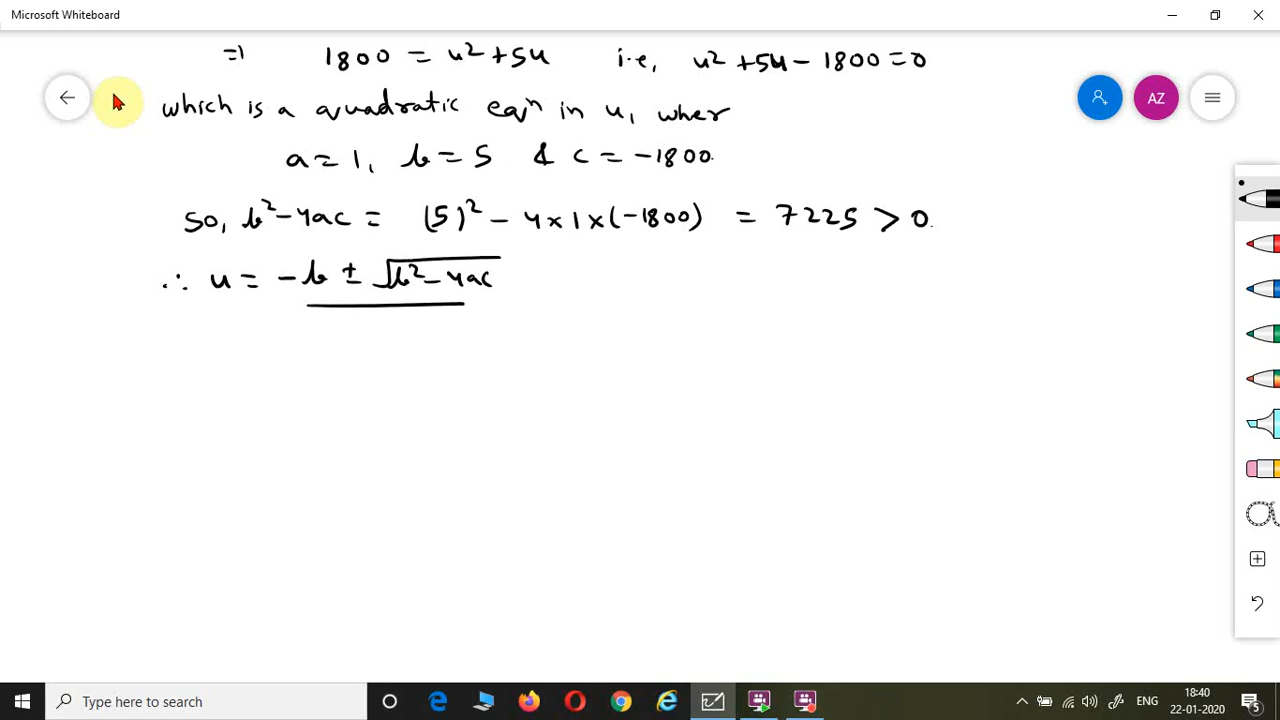 Microsoft Whiteboard
⇒ 1800 = u² + 5u i.e, u² + 5u - 1800 = 0
AZ
which is a quadratic eqⁿ in u, wher
a = 1, b = 5 & c = -1800.
So, b² - 4ac = (5)² - 4 × 1 × (-1800) = 7225 > 0.
∴ u = -b ± √b² - 4ac
Type here to search
ENG
18:40
22-01-2020
5